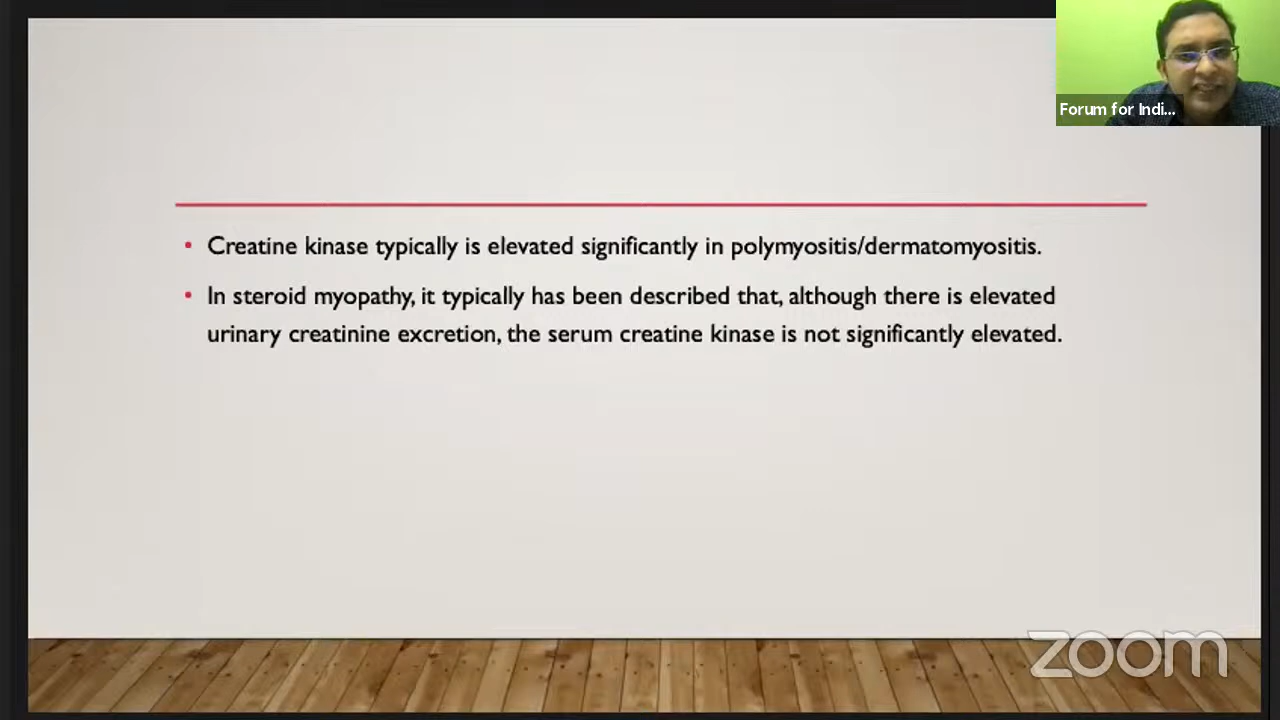 Forum for Indi...
• Creatine kinase typically is elevated significantly in polymyositis/dermatomyositis.
• In steroid myopathy, it typically has been described that, although there is elevated
urinary creatinine excretion, the serum creatine kinase is not significantly elevated.
zoom